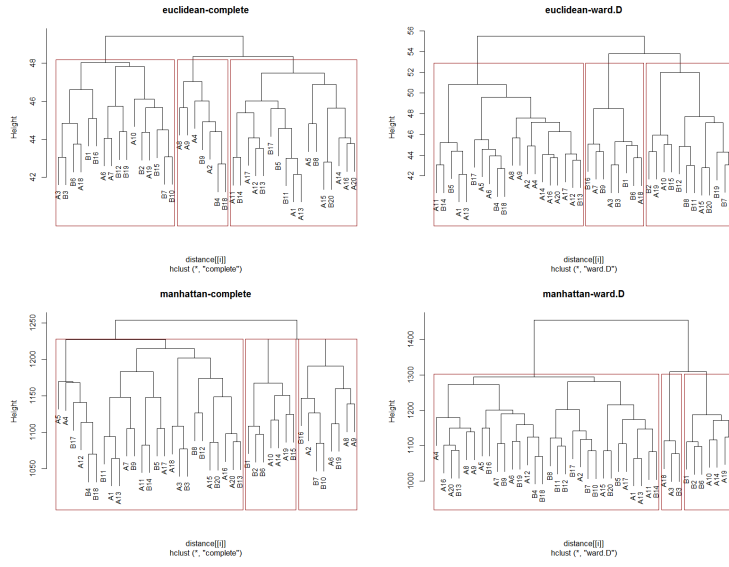 euclidean-complete
Height
48
46
44
42
A3
B3
B6
A18
B1
B16
A6
A7
B12
B19
A10
B2
A19
B15
B7
B10
A8
A9
A4
B9
A2
B4
B18
A11
B14
A17
A12
B13
B17
B5
B11
A1
A13
A5
B8
A15
B20
A14
A16
A20
distance[[i]]
hclust (*, "complete")
euclidean-ward.D
Height
56
54
52
50
48
46
44
42
A11
B14
B5
A1
A13
B17
A5
A6
B4
B18
A8
A9
A2
A4
A14
A16
A20
A17
A12
B13
B16
A7
B9
A3
B3
B1
B6
A18
B2
A19
A10
B15
B12
B8
B11
A15
B20
B19
B7
distance[[i]]
hclust (*, "ward.D")
manhattan-complete
Height
1250
1200
1150
1100
1050
A5
A4
B17
A12
B4
B18
B11
A1
A13
A7
B9
A11
B14
B5
A17
A18
A3
B3
B8
B12
A15
B20
A16
A20
B13
B1
B2
B6
A10
A14
A19
B15
B16
A2
B7
B10
A6
B19
A8
A9
distance[[i]]
hclust (*, "complete")
manhattan-ward.D
Height
1400
1300
1200
1100
1000
A4
A16
A20
B13
A8
A9
A5
B16
A7
B9
A6
B19
A12
B4
B18
B8
B11
B12
B17
A2
B7
B10
A15
B20
B5
A17
A1
A13
A11
B14
A18
A3
B3
B1
B2
B6
A10
A14
A19
distance[[i]]
hclust (*, "ward.D")